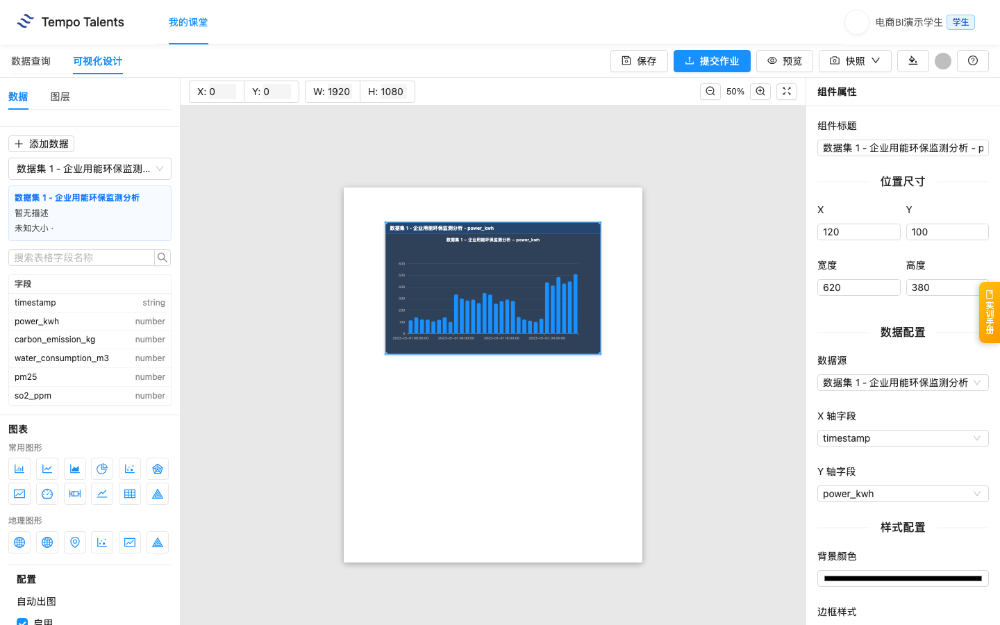 Tempo Talents
我的课堂
电商BI演示学生 学生
数据查询 可视化设计
保存 提交作业 预览 快照
数据 图层
X: 0 Y: 0 W: 1920 H: 1080
50%
组件属性
添加数据
数据集 1 - 企业用能环保监测...
数据集 1 - 企业用能环保监测分析
暂无描述
未知大小 ·
搜索表格字段名称
字段
timestamp string
power_kwh number
carbon_emission_kg number
water_consumption_m3 number
pm25 number
so2_ppm number
图表
常用图形
地理图形
配置
自动出图
启用
数据集 1 - 企业用能环保监测分析 - power_kwh
数据集 1 - 企业用能环保监测分析 - power_kwh
600
500
400
300
200
100
0
2023-01-01 00:00:00 2023-01-01 08:00:00 2023-01-01 16:00:00 2023-01-02 00:00:00
组件标题
数据集 1 - 企业用能环保监测分析 - p
位置尺寸
X Y
120 100
宽度 高度
620 380
实训手册
数据配置
数据源
数据集 1 - 企业用能环保监测分析
X 轴字段
timestamp
Y 轴字段
power_kwh
样式配置
背景颜色
边框样式